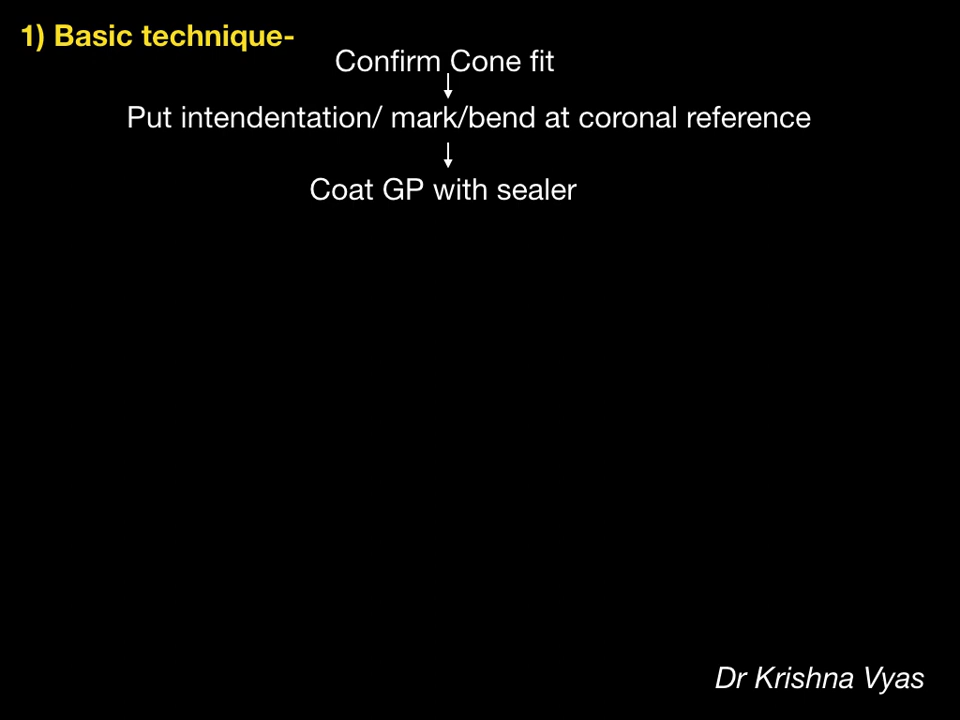 1) Basic technique-
Confirm Cone fit
Put intendentation/ mark/bend at coronal reference
Coat GP with sealer
Dr Krishna Vyas